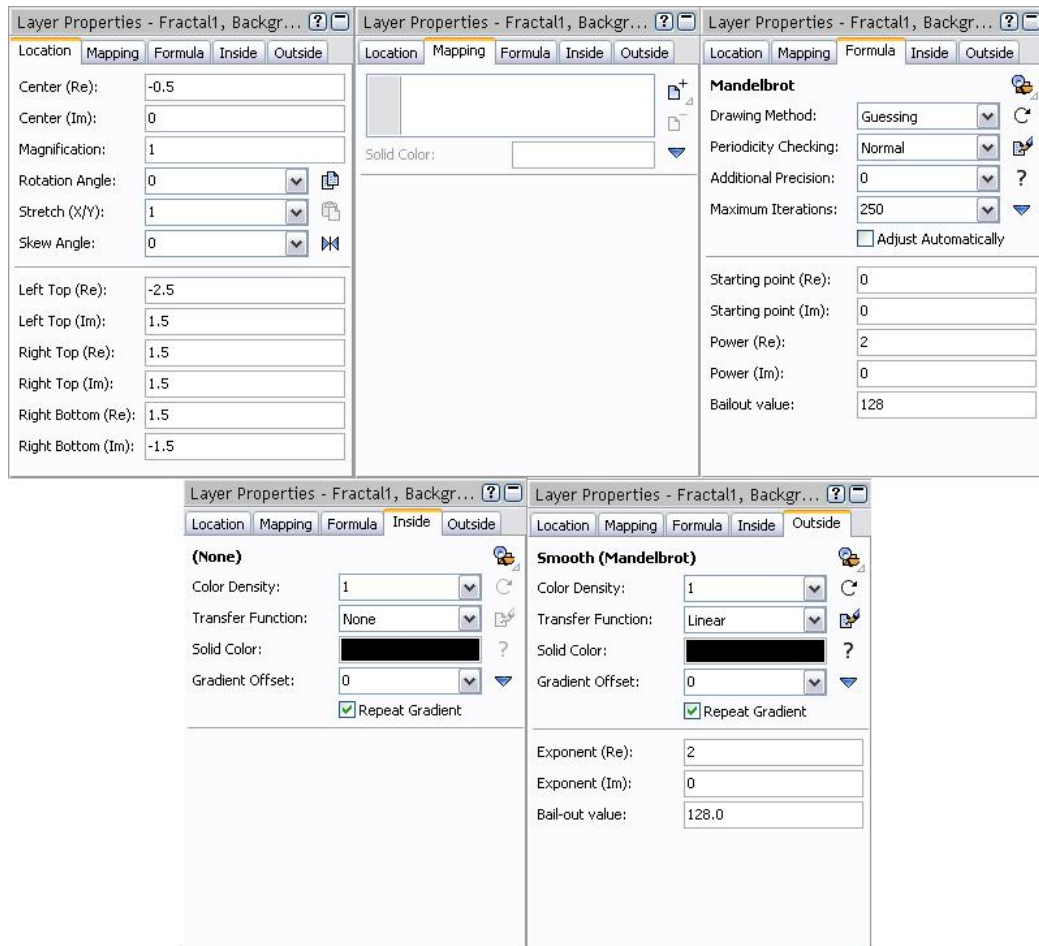 Layer Properties - Fractal1, Backgr...
Location Mapping Formula Inside Outside
Center (Re): -0.5
Center (Im): 0
Magnification: 1
Rotation Angle: 0
Stretch (X/Y): 1
Skew Angle: 0
Left Top (Re): -2.5
Left Top (Im): 1.5
Right Top (Re): 1.5
Right Top (Im): 1.5
Right Bottom (Re): 1.5
Right Bottom (Im): -1.5
Layer Properties - Fractal1, Backgr...
Location Mapping Formula Inside Outside
Solid Color:
Layer Properties - Fractal1, Backgr...
Location Mapping Formula Inside Outside
Mandelbrot
Drawing Method: Guessing
Periodicity Checking: Normal
Additional Precision: 0
Maximum Iterations: 250
Adjust Automatically
Starting point (Re): 0
Starting point (Im): 0
Power (Re): 2
Power (Im): 0
Bailout value: 128
Layer Properties - Fractal1, Backgr...
Location Mapping Formula Inside Outside
(None)
Color Density: 1
Transfer Function: None
Solid Color:
Gradient Offset: 0
Repeat Gradient
Layer Properties - Fractal1, Backgr...
Location Mapping Formula Inside Outside
Smooth (Mandelbrot)
Color Density: 1
Transfer Function: Linear
Solid Color:
Gradient Offset: 0
Repeat Gradient
Exponent (Re): 2
Exponent (Im): 0
Bail-out value: 128.0